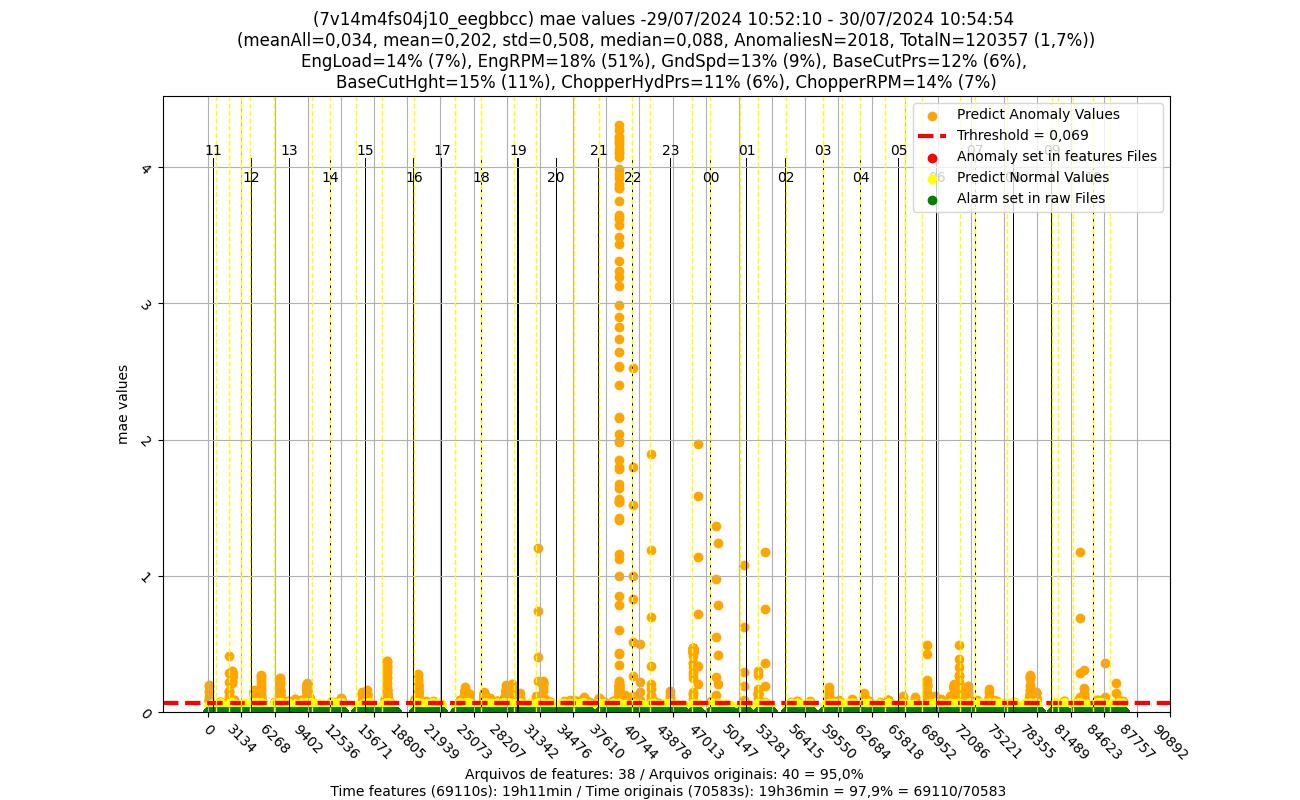 (7v14m4fs04j10_eegbbcc) mae values -29/07/2024 10:52:10 - 30/07/2024 10:54:54
(meanAll=0,034, mean=0,202, std=0,508, median=0,088, AnomaliesN=2018, TotalN=120357 (1,7%))
EngLoad=14% (7%), EngRPM=18% (51%), GndSpd=13% (9%), BaseCutPrs=12% (6%),
BaseCutHght=15% (11%), ChopperHydPrs=11% (6%), ChopperRPM=14% (7%)
Predict Anomaly Values
Trhreshold = 0,069
Anomaly set in features Files
Predict Normal Values
Alarm set in raw Files
11 13 15 17 19 21 23 01 03 05 07 09
12 14 16 18 20 22 00 02 04 06
4
3
2
1
0
mae values
0 3134 6268 9402 12536 15671 18805 21939 25073 28207 31342 34476 37610 40744 43878 47013 50147 53281 56415 59550 62684 65818 68952 72086 75221 78355 81489 84623 87757 90892
Arquivos de features: 38 / Arquivos originais: 40 = 95,0%
Time features (69110s): 19h11min / Time originais (70583s): 19h36min = 97,9% = 69110/70583